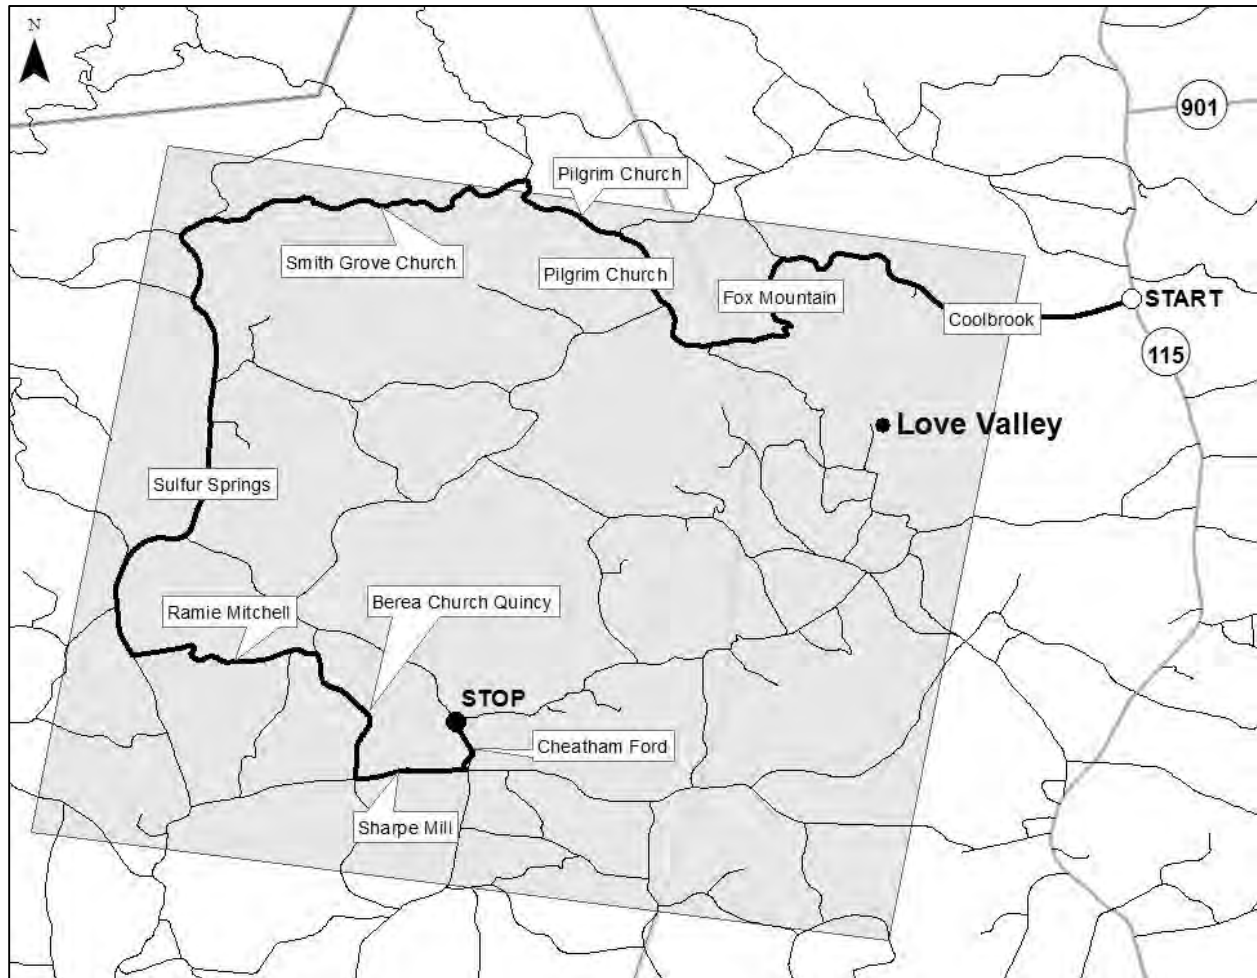 N
901
Pilgrim Church
Smith Grove Church
Pilgrim Church
Fox Mountain
START
Coolbrook
115
Love Valley
Sulfur Springs
Berea Church Quincy
Ramie Mitchell
STOP
Cheatham Ford
Sharpe Mill